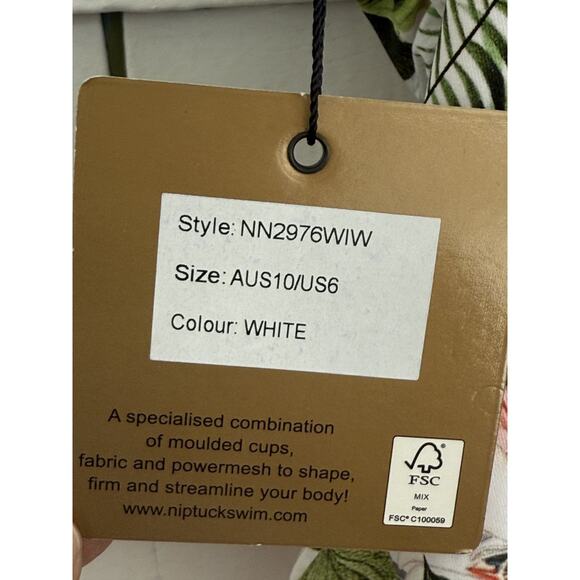 Style: NN2976WIW
Size: AUS10/US6
Colour: WHITE
A specialised combination
of moulded cups,
fabric and powermesh to shape,
firm and streamline your body!
www.niptuckswim.com
FSC
MIX
Paper
FSC® C100059